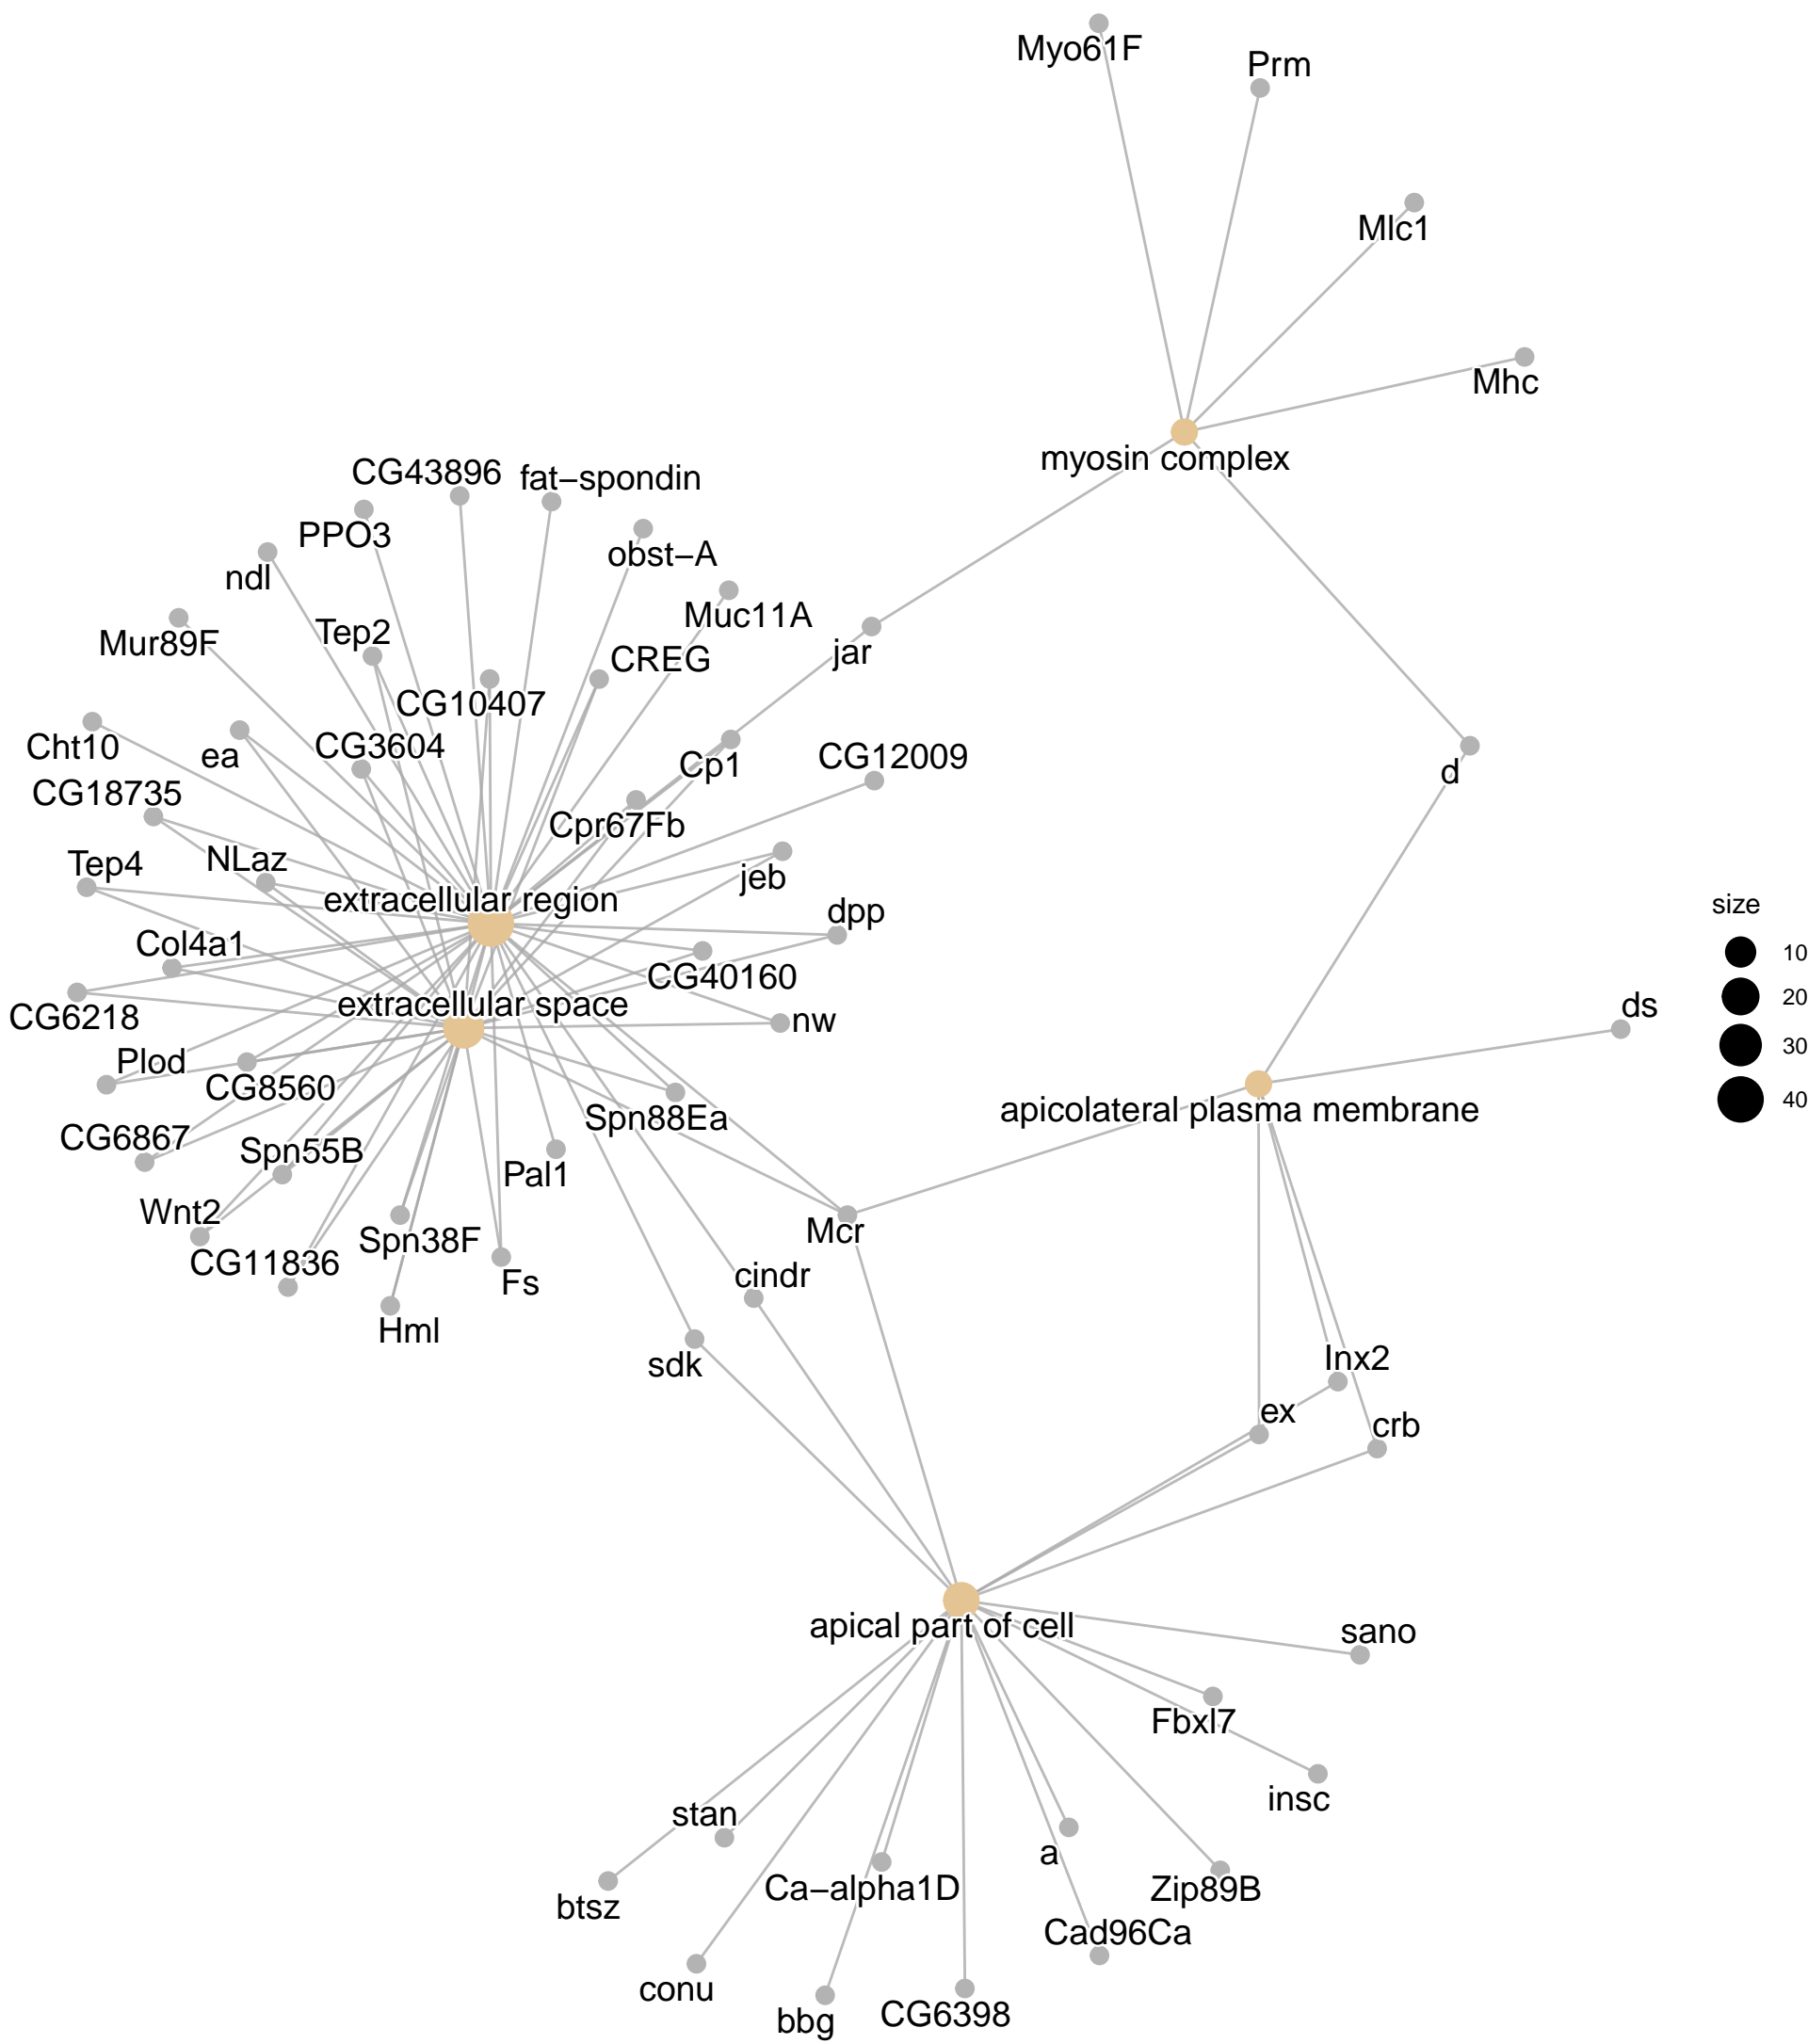 Myo61F
Prm
Mlc1
Mhc
myosin complex
CG43896
fat−spondin
PPO3
obst−A
ndl
Muc11A
Tep2
Mur89F
jar
CREG
CG10407
Cht10
ea
CG3604
Cp1
CG12009
d
CG18735
Cpr67Fb
Tep4
NLaz
jeb
extracellular region
dpp
size
Col4a1
10
CG40160
20
extracellular space
ds
CG6218
nw
30
Plod
CG8560
Spn88Ea
apicolateral plasma membrane
40
CG6867
Spn55B
Pal1
Wnt2
Mcr
Spn38F
CG11836
cindr
Fs
Hml
sdk
Inx2
ex
crb
apical part of cell
sano
Fbxl7
insc
stan
a
Ca−alpha1D
Zip89B
btsz
Cad96Ca
conu
CG6398
bbg